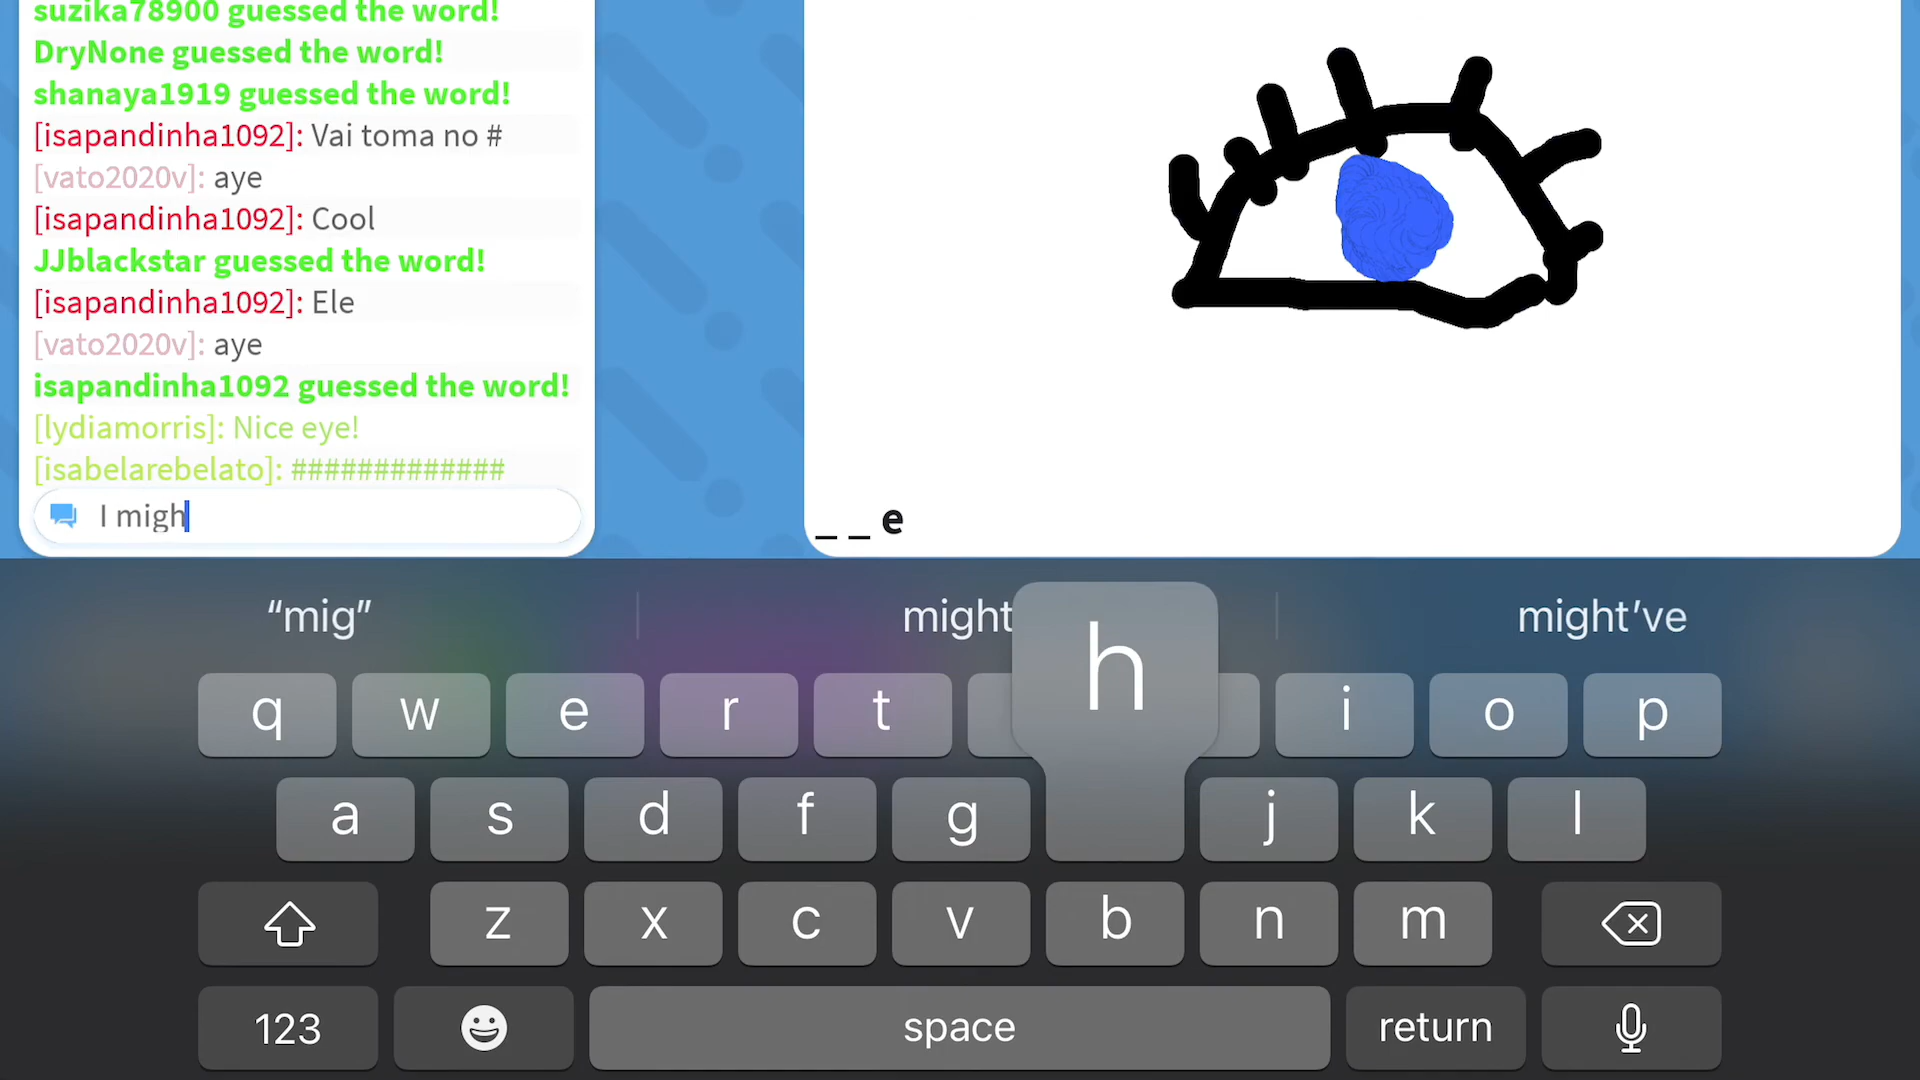 suzika78900 guessed the word!
DryNone guessed the word!
shanaya1919 guessed the word!
[isapandinha1092]: Vai toma no #
[vato2020v]: aye
[isapandinha1092]: Cool
JJblackstar guessed the word!
[isapandinha1092]: Ele
[vato2020v]: aye
isapandinha1092 guessed the word!
[lydiamorris]: Nice eye!
[isabelarebelato]: #############
I migh
_ _ e
“mig” might might’ve
h
q w e r t i o p
a s d f g j k l
z x c v b n m
123 space return